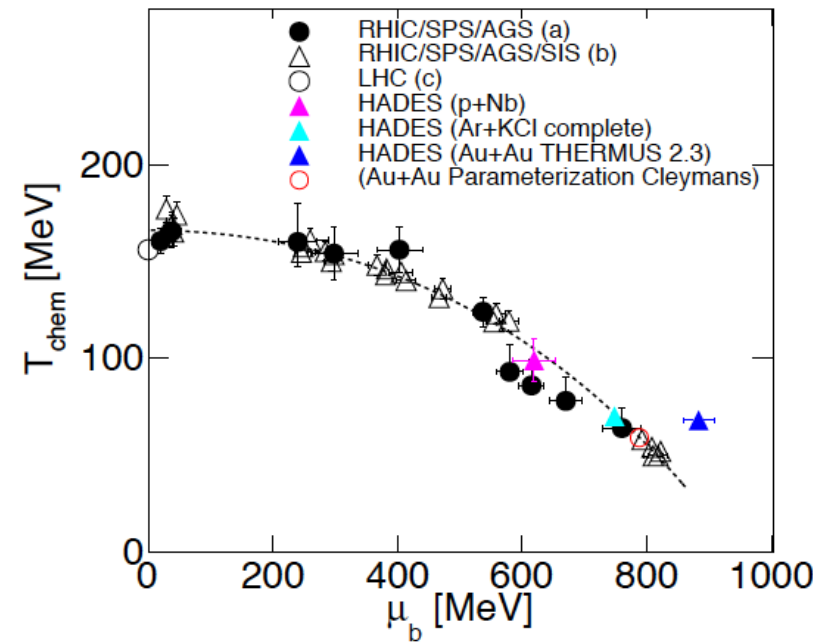 RHIC/SPS/AGS (a)
RHIC/SPS/AGS/SIS (b)
LHC (c)
HADES (p+Nb)
HADES (Ar+KCl complete)
HADES (Au+Au THERMUS 2.3)
(Au+Au Parameterization Cleymans)
200
100
0
T_chem [MeV]
0 200 400 600 800 1000
μ_b [MeV]